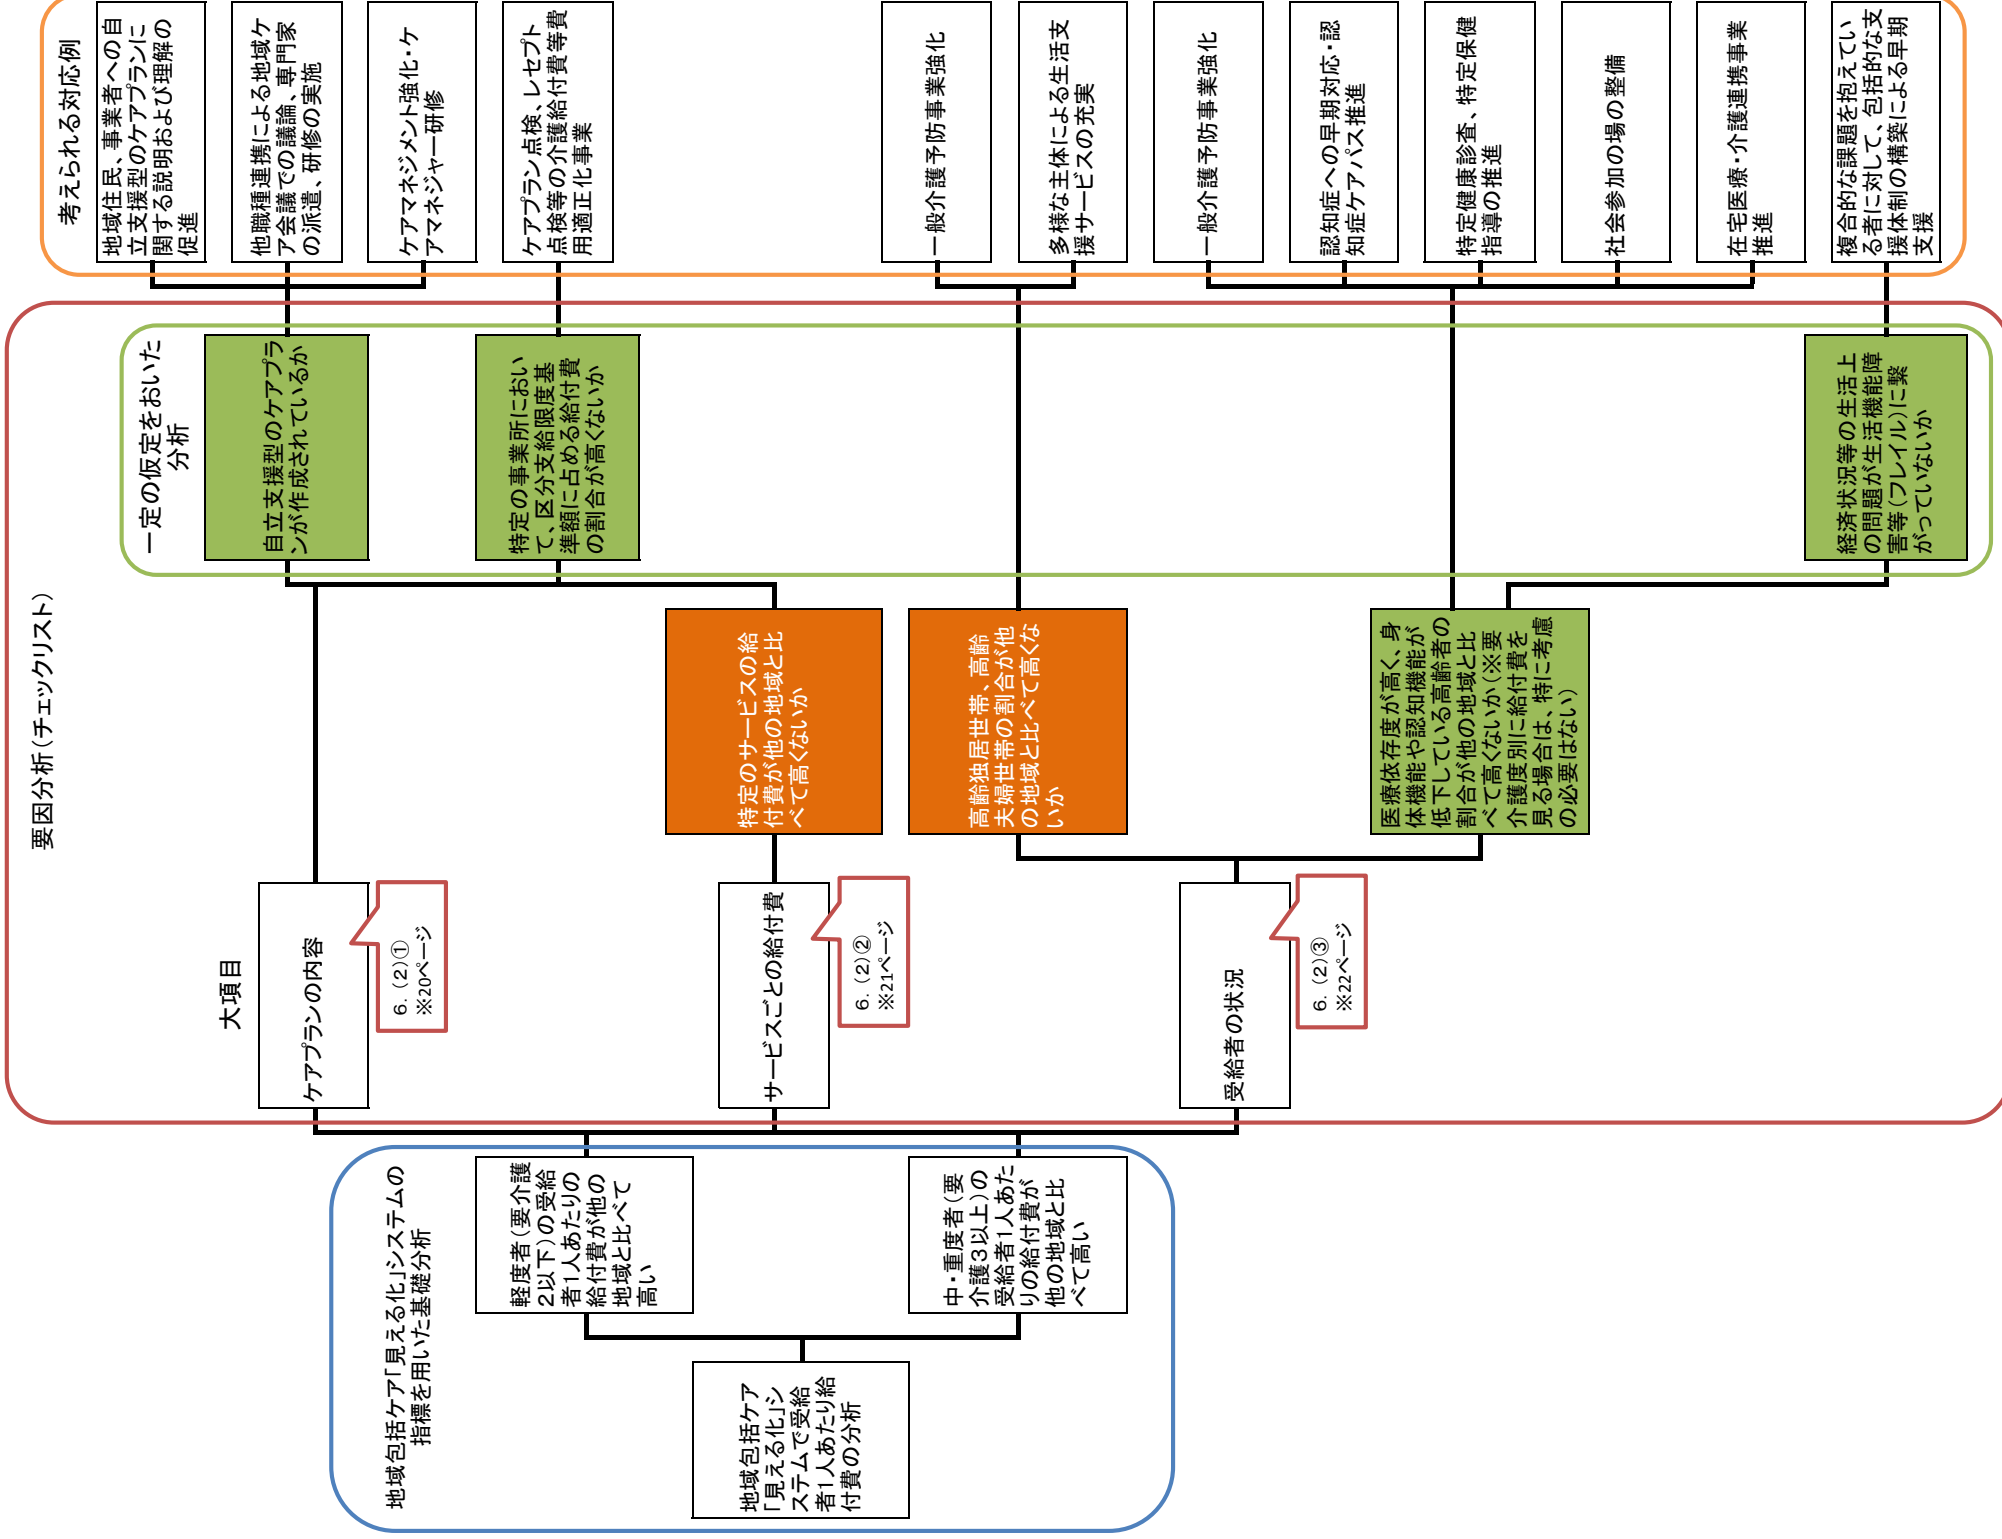 地域包括ケア「見える化」システムの
指標を用いた基礎分析
地域包括ケア
「見える化」シ
ステムで受給
者1人あたり給
付費の分析
軽度者（要介護
2以下）の受給
者1人あたりの
給付費が他の
地域と比べて
高い
中・重度者（要
介護3以上）の
受給者1人あた
りの給付費が
他の地域と比
べて高い
要因分析（チェックリスト）
大項目
ケアプランの内容
6.（2）①
※20ページ
サービスごとの給付費
6.（2）②
※21ページ
受給者の状況
6.（2）③
※22ページ
特定のサービスの給
付費が他の地域と比
べて高くないか
高齢独居世帯、高齢
夫婦世帯の割合が他
の地域と比べて高くな
いか
医療依存度が高く、身
体機能や認知機能が
低下している高齢者の
割合が他の地域と比
べて高くないか（※要
介護度別に給付費を
見る場合は、特に考慮
の必要はない）
一定の仮定をおいた
分析
自立支援型のケアプラ
ンが作成されているか
特定の事業所におい
て、区分支給限度基
準額に占める給付費
の割合が高くないか
経済状況等の生活上
の問題が生活機能障
害等（フレイル）に繋
がっていないか
考えられる対応例
地域住民、事業者への自
立支援型のケアプランに
関する説明および理解の
促進
他職種連携による地域ケ
ア会議での議論、専門家
の派遣、研修の実施
ケアマネジメント強化・ケ
アマネジャー研修
ケアプラン点検、レセプト
点検等の介護給付費等費
用適正化事業
一般介護予防事業強化
多様な主体による生活支
援サービスの充実
一般介護予防事業強化
認知症への早期対応・認
知症ケアパス推進
特定健康診査、特定保健
指導の推進
社会参加の場の整備
在宅医療・介護連携事業
推進
複合的な課題を抱えてい
る者に対して、包括的な支
援体制の構築による早期
支援